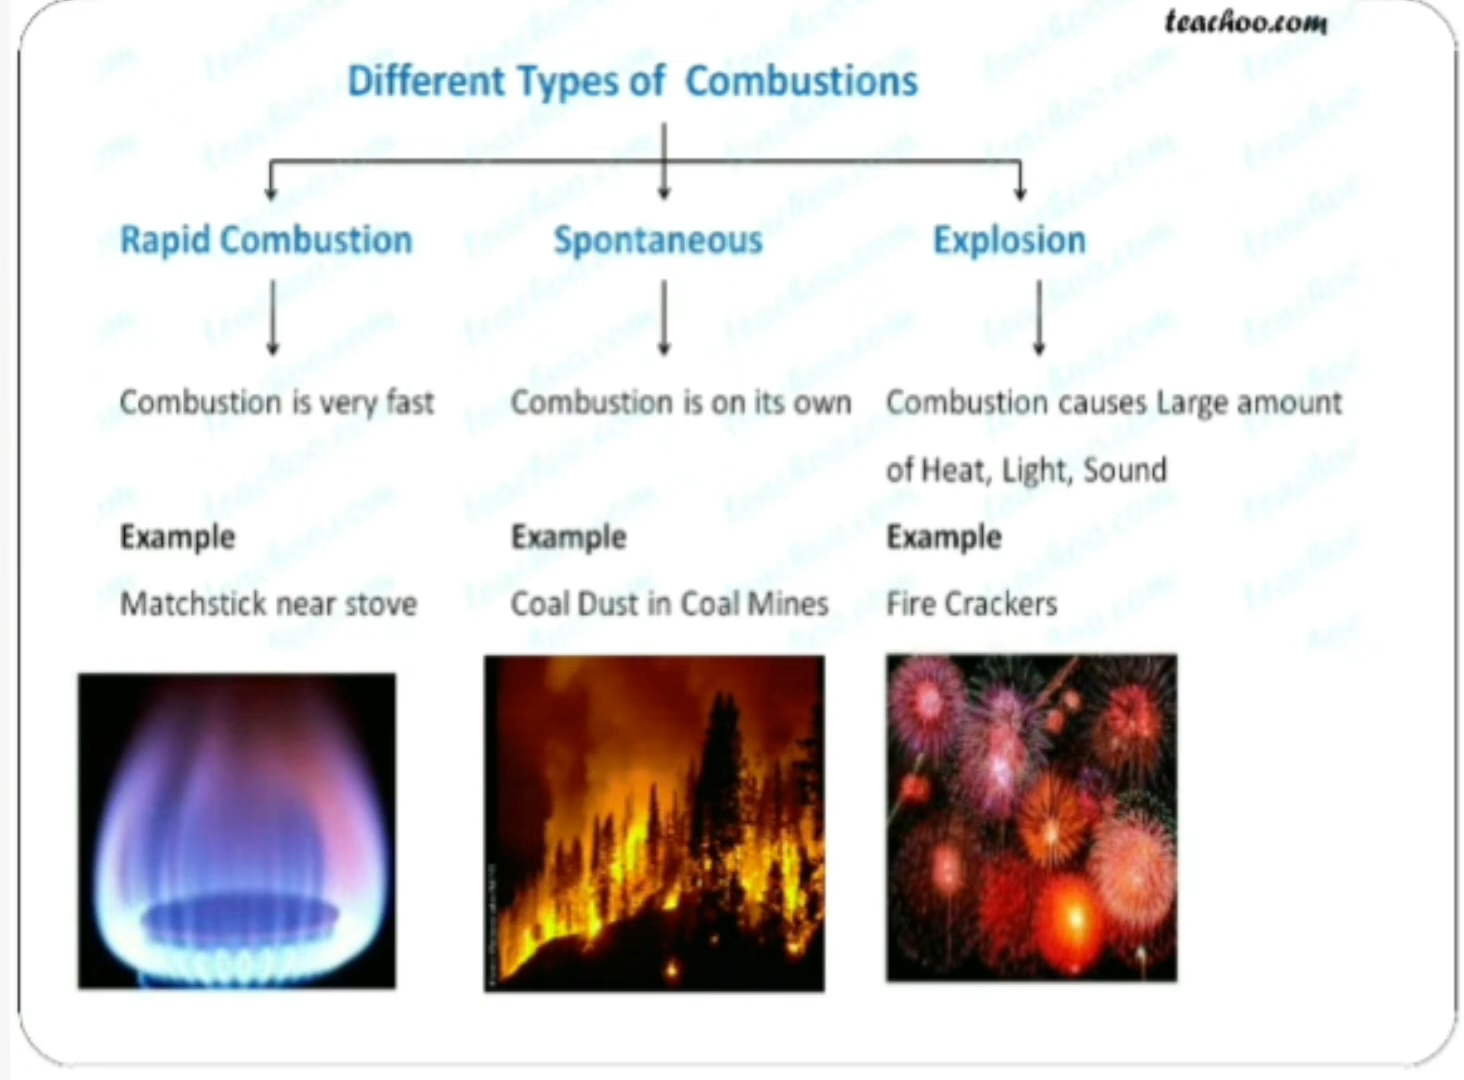 teachoo.com
Different Types of Combustions
Rapid Combustion
Spontaneous
Explosion
Combustion is very fast
Combustion is on its own
Combustion causes Large amount
of Heat, Light, Sound
Example
Matchstick near stove
Example
Coal Dust in Coal Mines
Example
Fire Crackers